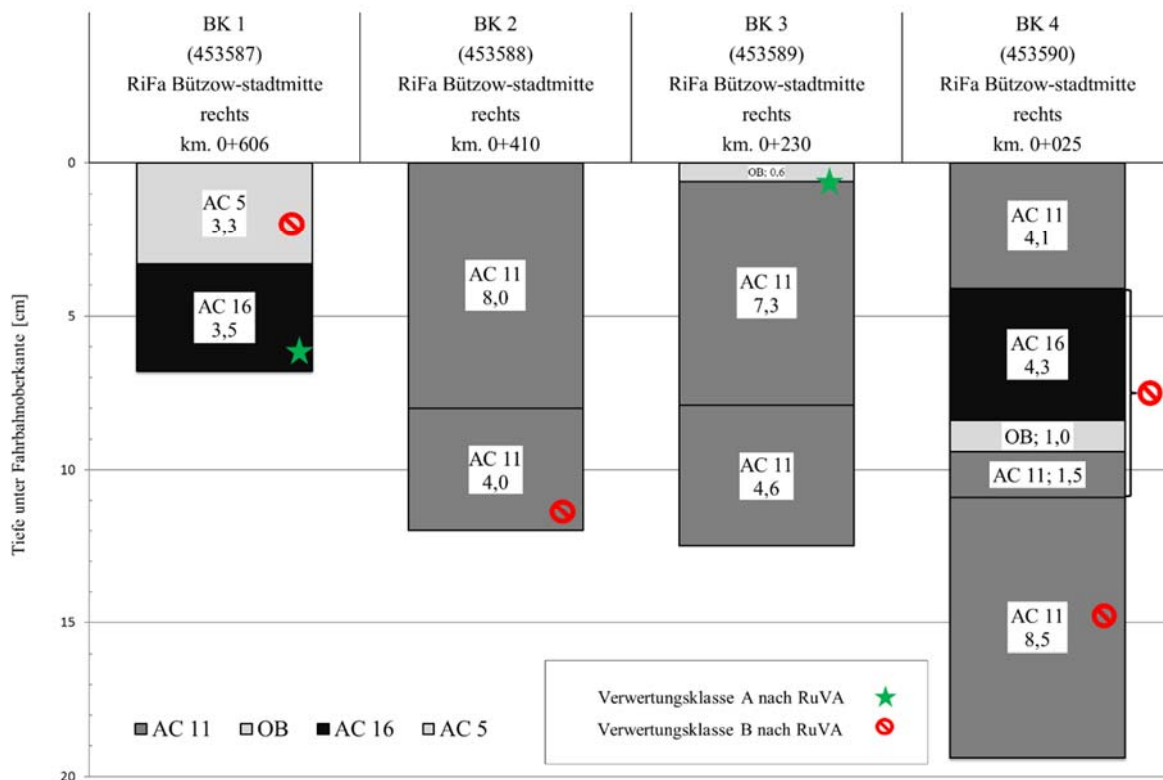 BK 1
(453587)
RiFa Bützow-stadtmitte
rechts
km. 0+606
BK 2
(453588)
RiFa Bützow-stadtmitte
rechts
km. 0+410
BK 3
(453589)
RiFa Bützow-stadtmitte
rechts
km. 0+230
BK 4
(453590)
RiFa Bützow-stadtmitte
rechts
km. 0+025
Tiefe unter Fahrbahnoberkante [cm]
0
5
10
15
20
AC 5
3,3
AC 16
3,5
AC 11
8,0
AC 11
4,0
OB; 0,6
AC 11
7,3
AC 11
4,6
AC 11
4,1
AC 16
4,3
OB; 1,0
AC 11; 1,5
AC 11
8,5
AC 11
OB
AC 16
AC 5
Verwertungsklasse A nach RuVA
Verwertungsklasse B nach RuVA